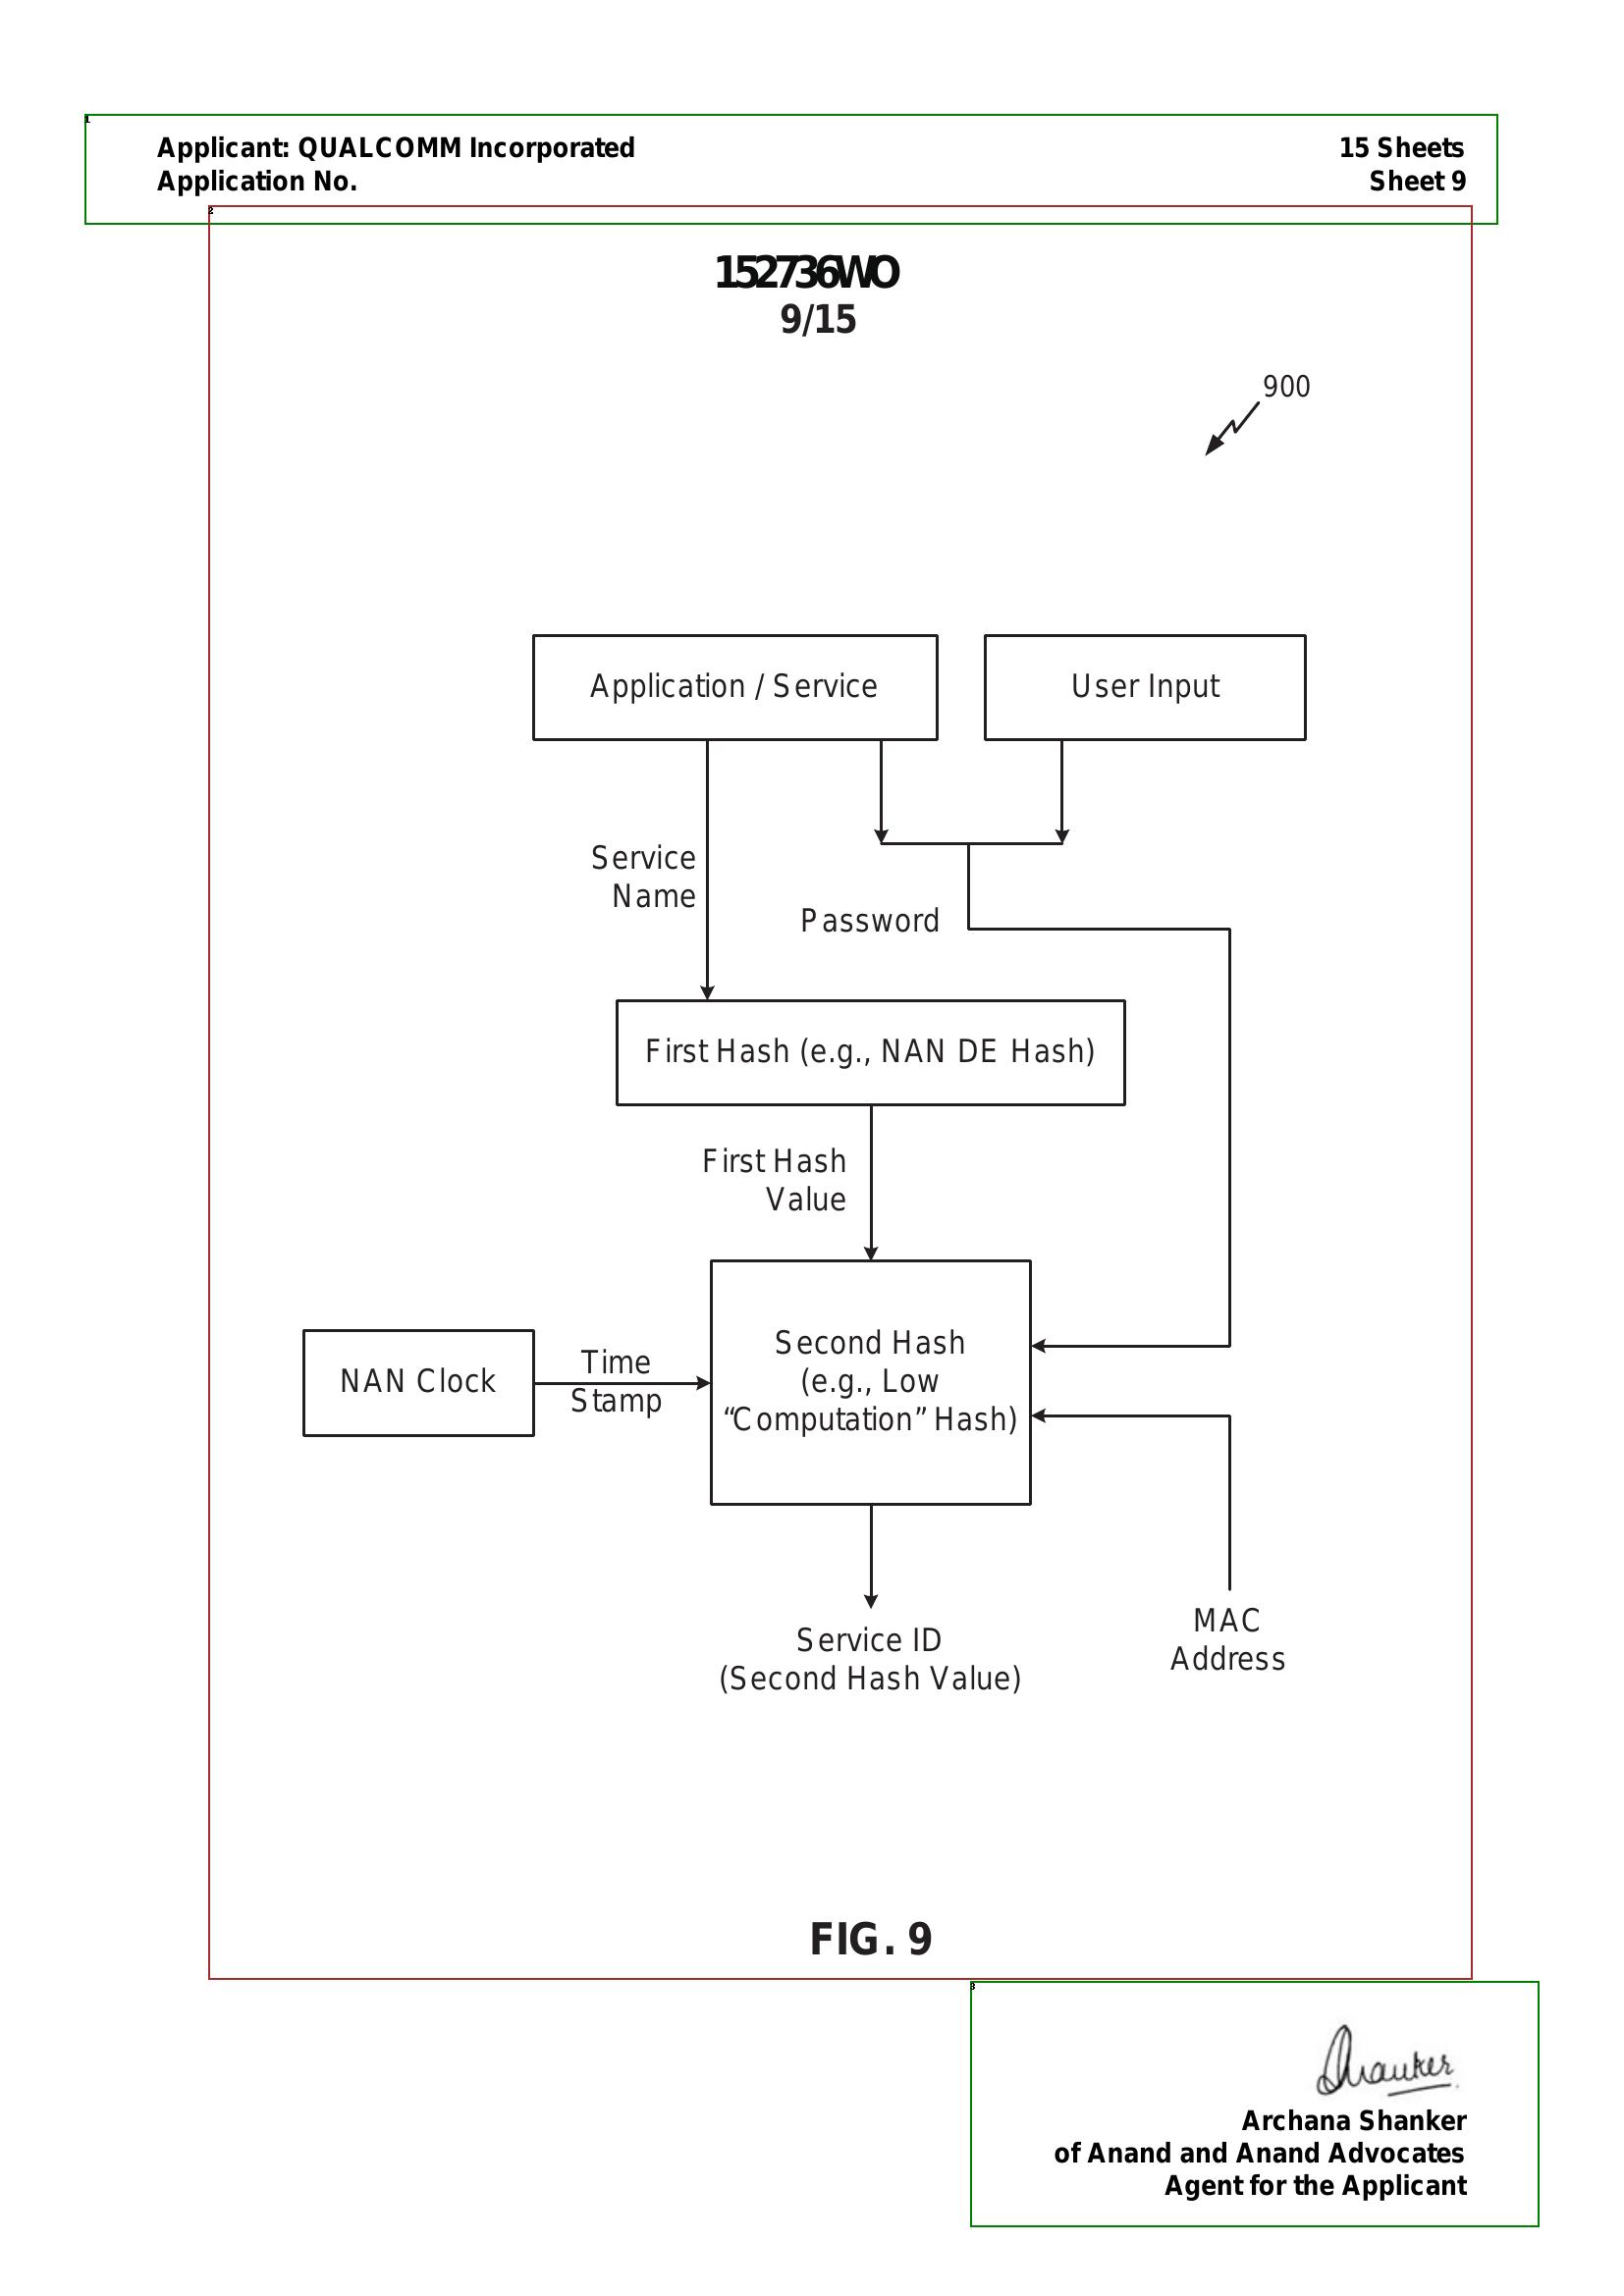 Applicant: QUALCOMM Incorporated
15 Sheets
Application No.
Sheet 9
152736WO
9/15
900
Application / Service
User Input
Service
Name
Password
First Hash (e.g., NAN DE Hash)
First Hash
Value
NAN Clock
Time
Stamp
Second Hash
(e.g., Low
“Computation” Hash)
Service ID
(Second Hash Value)
MAC
Address
FIG. 9
Shanker
Archana Shanker
of Anand and Anand Advocates
Agent for the Applicant